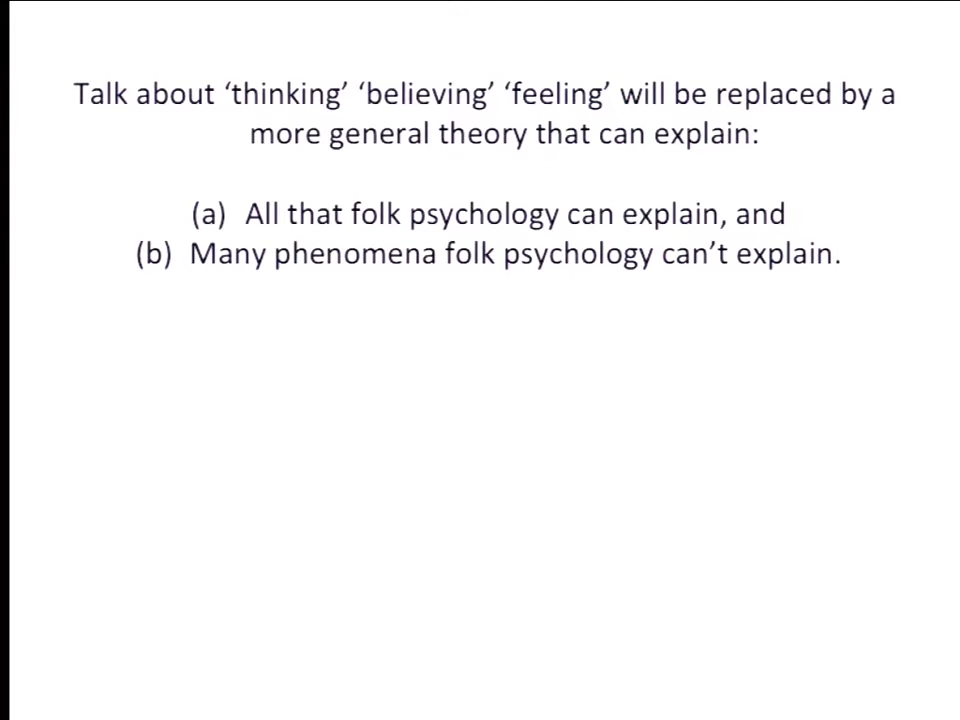 Talk about ‘thinking’ ‘believing’ ‘feeling’ will be replaced by a
more general theory that can explain:
(a) All that folk psychology can explain, and
(b) Many phenomena folk psychology can’t explain.